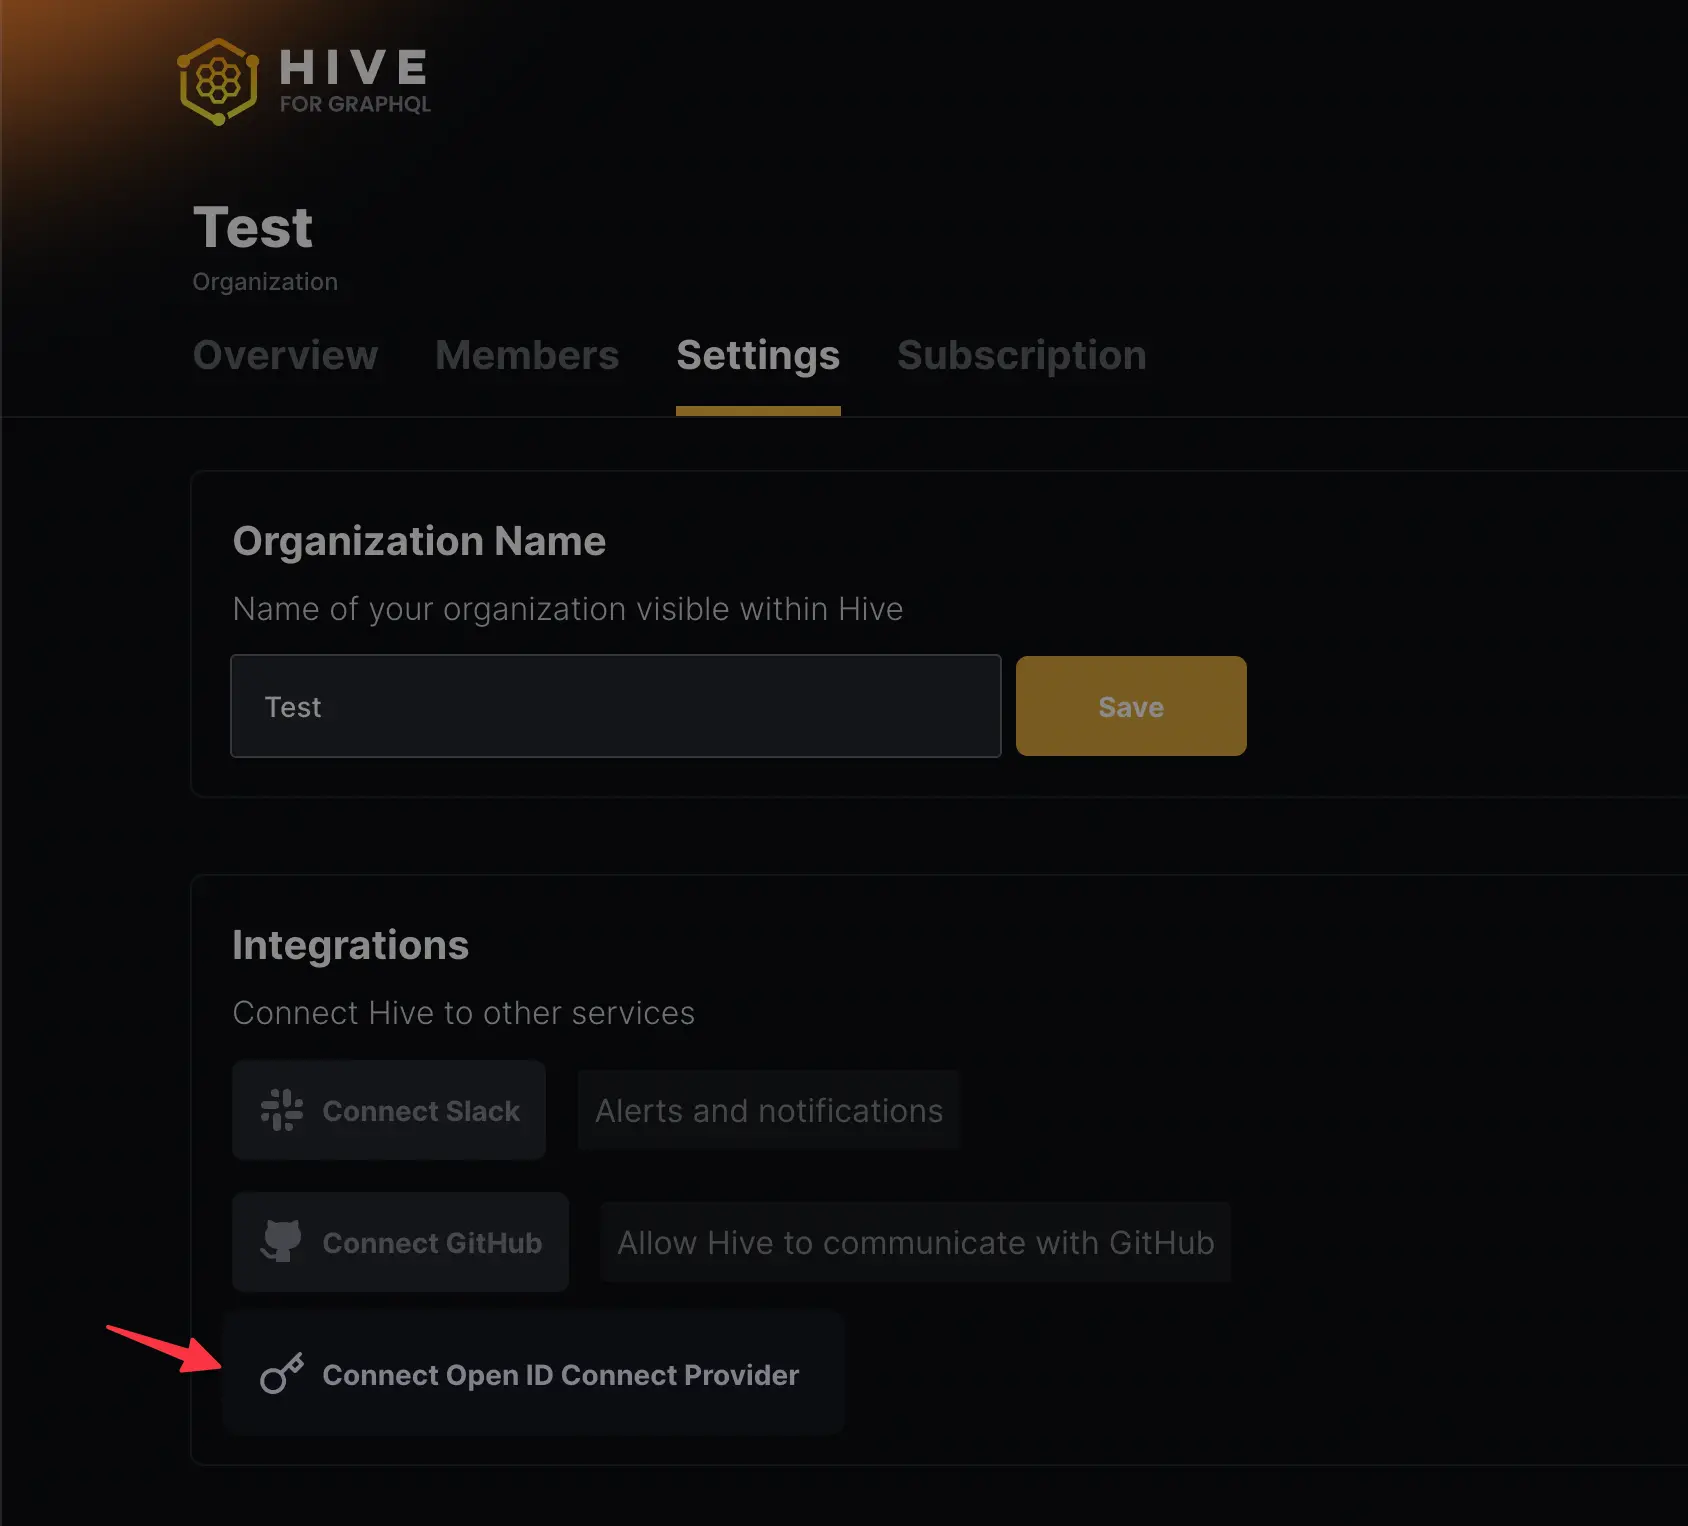 HIVE
FOR GRAPHQL
Test
Organization
Overview Members Settings Subscription
Organization Name
Name of your organization visible within Hive
Test Save
Integrations
Connect Hive to other services
Connect Slack Alerts and notifications
Connect GitHub Allow Hive to communicate with GitHub
Connect Open ID Connect Provider